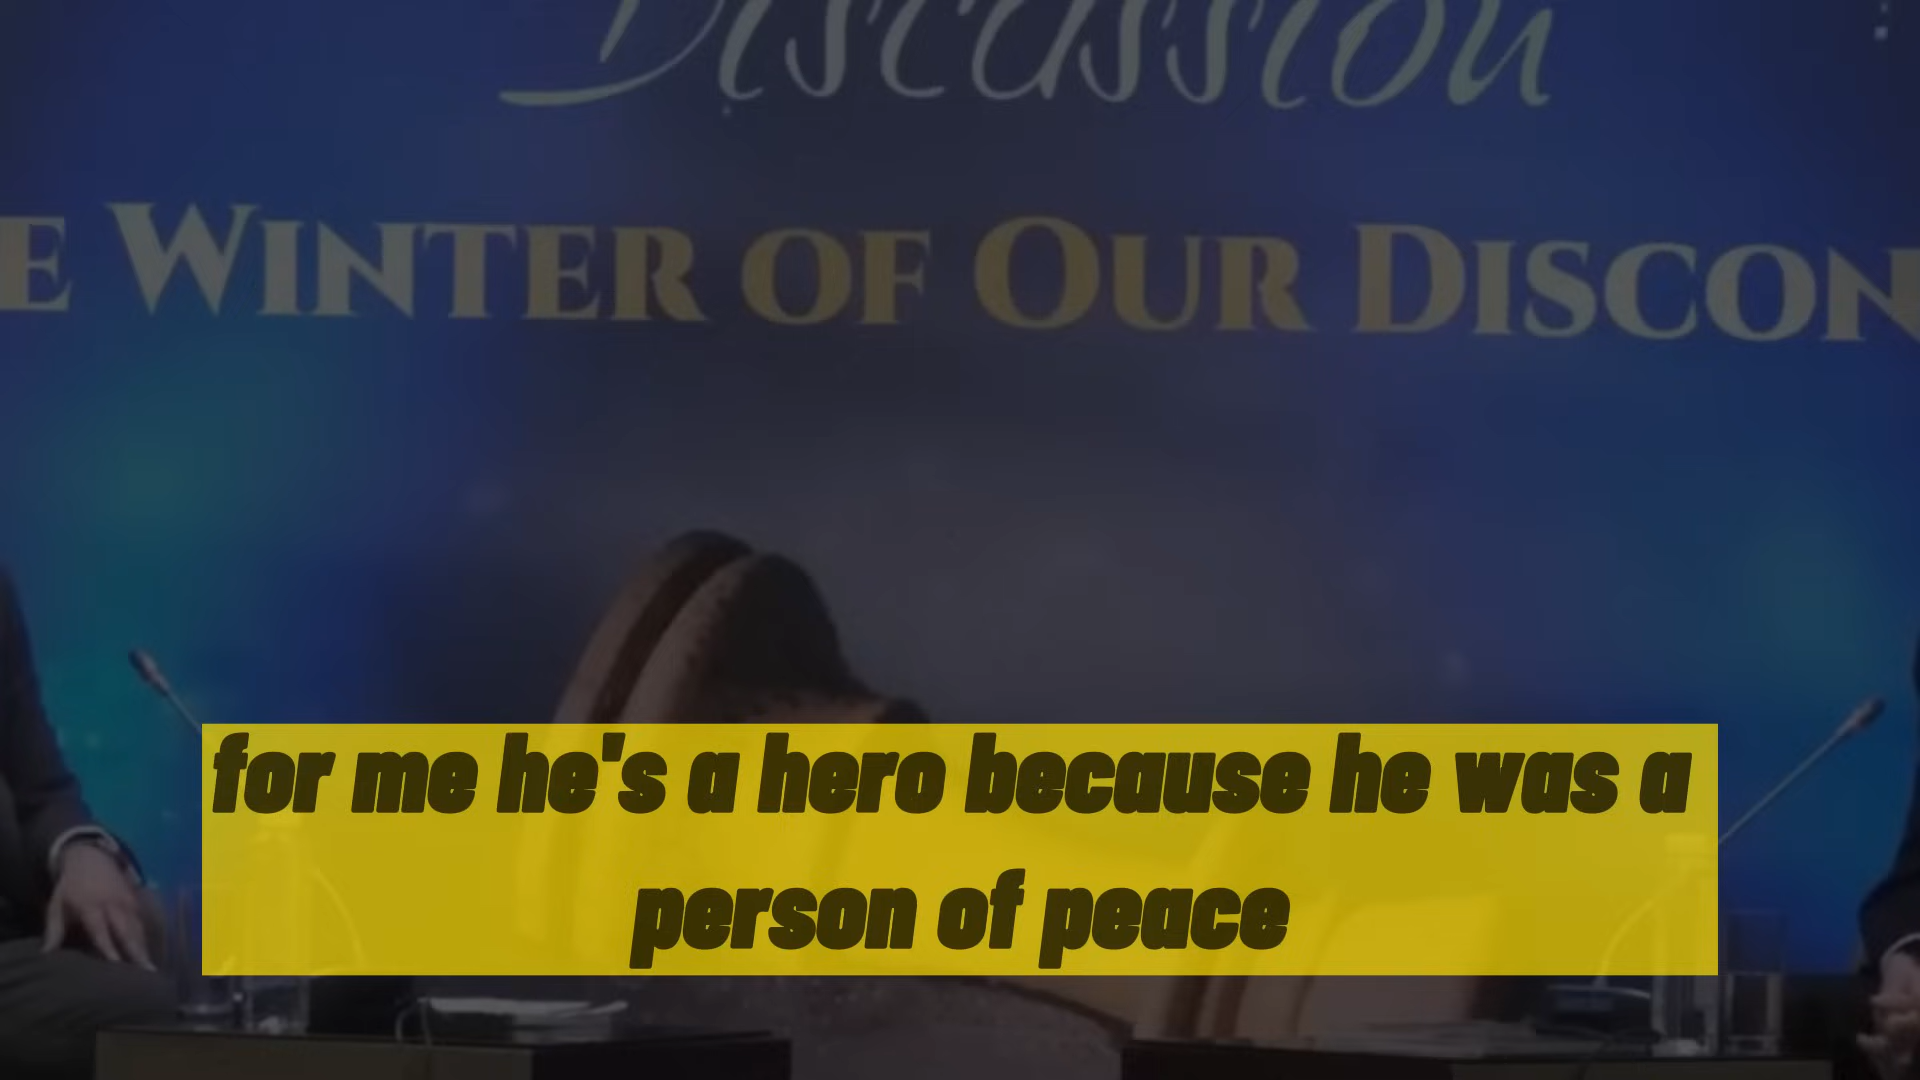 Discussion
E WINTER OF OUR DISCON
for me he's a hero because he was a
person of peace